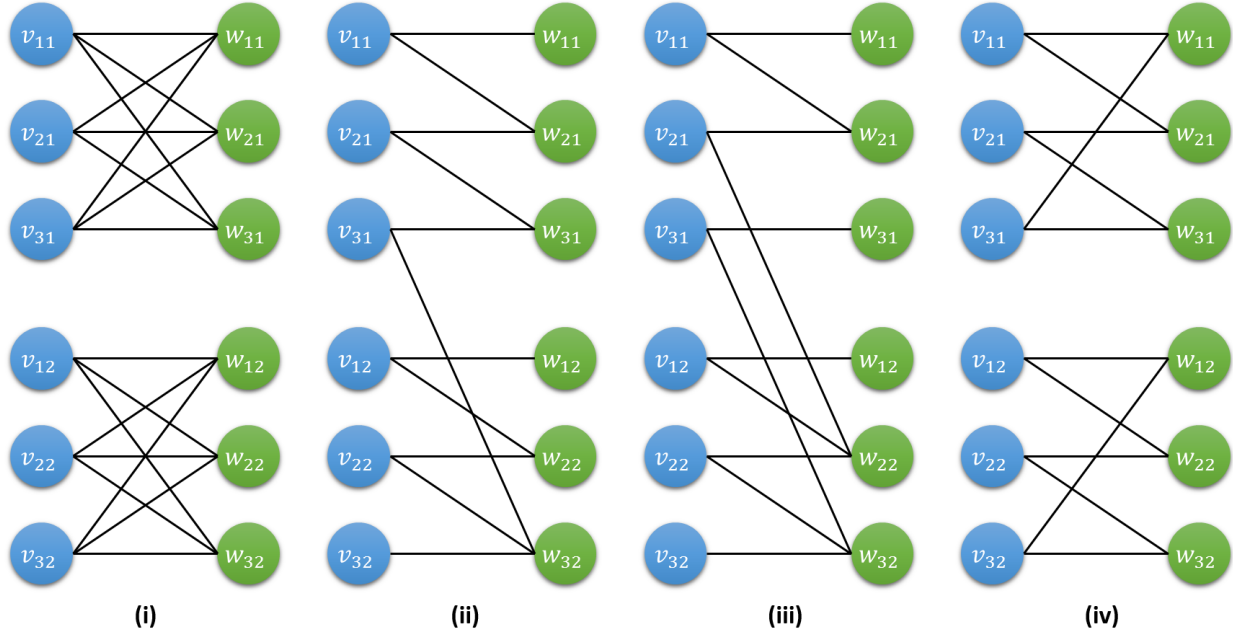 v₁₁ w₁₁ v₁₁ w₁₁ v₁₁ w₁₁ v₁₁ w₁₁
v₂₁ w₂₁ v₂₁ w₂₁ v₂₁ w₂₁ v₂₁ w₂₁
v₃₁ w₃₁ v₃₁ w₃₁ v₃₁ w₃₁ v₃₁ w₃₁
v₁₂ w₁₂ v₁₂ w₁₂ v₁₂ w₁₂ v₁₂ w₁₂
v₂₂ w₂₂ v₂₂ w₂₂ v₂₂ w₂₂ v₂₂ w₂₂
v₃₂ w₃₂ v₃₂ w₃₂ v₃₂ w₃₂ v₃₂ w₃₂
(i) (ii) (iii) (iv)